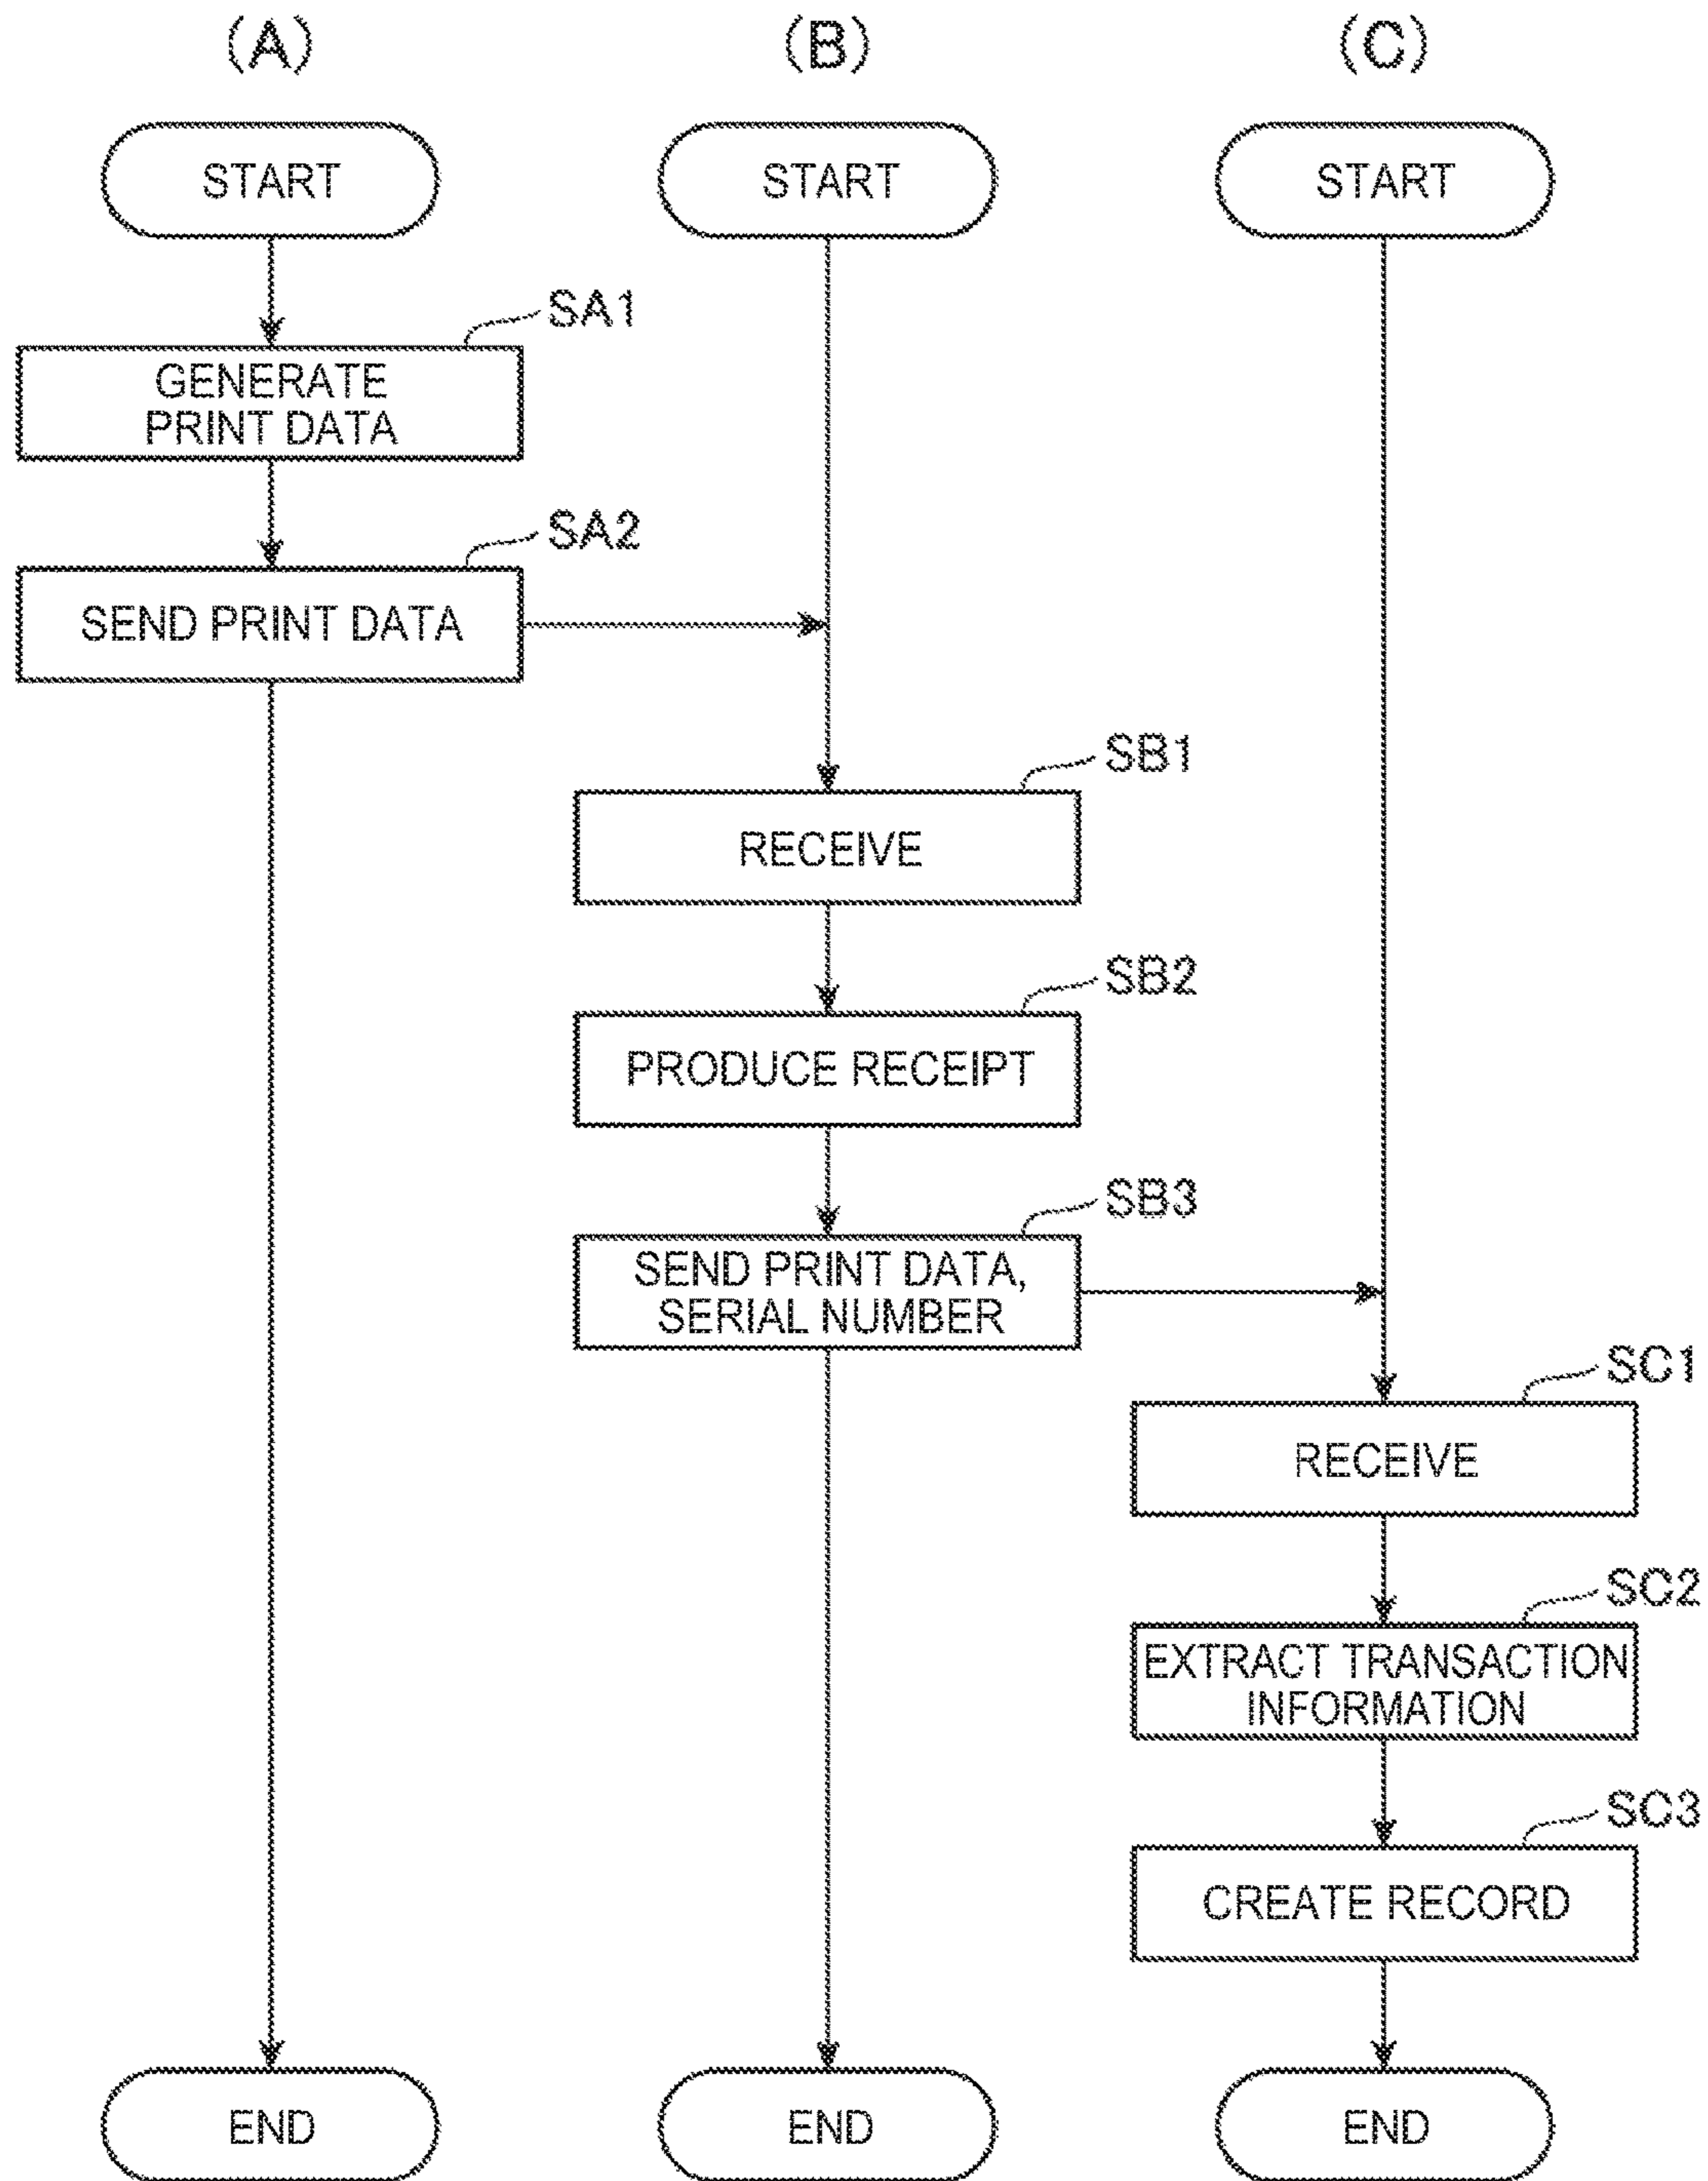 (A)
(B)
(C)
START
START
START
SA1
GENERATE
PRINT DATA
SA2
SEND PRINT DATA
SB1
RECEIVE
SB2
PRODUCE RECEIPT
SB3
SEND PRINT DATA,
SERIAL NUMBER
SC1
RECEIVE
SC2
EXTRACT TRANSACTION
INFORMATION
SC3
CREATE RECORD
END
END
END